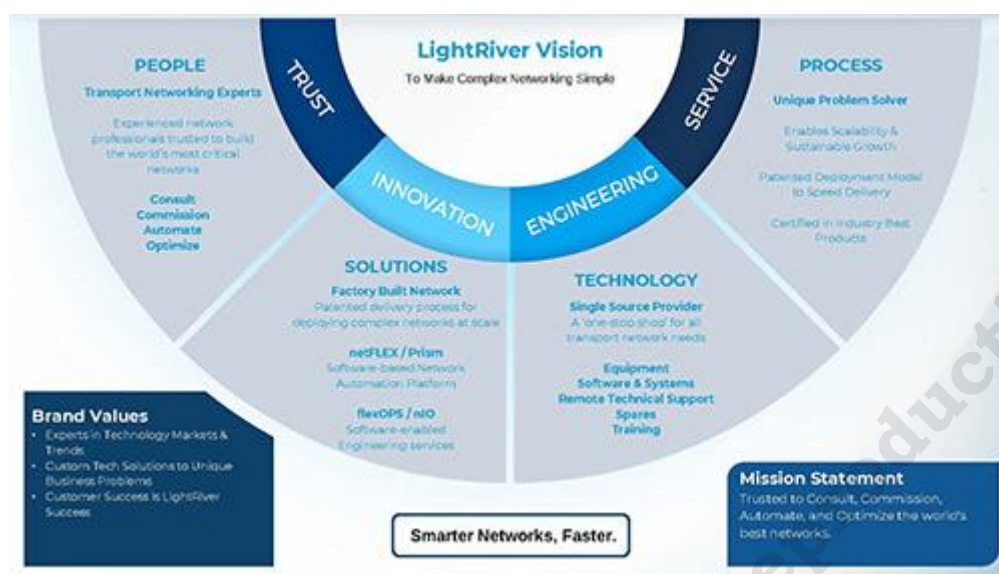 LightRiver Vision
To Make Complex Networking Simple
TRUST
INNOVATION
ENGINEERING
SERVICE
PEOPLE
Transport Networking Experts
Experienced network
professionals trusted to build
the world's most critical
networks
Consult
Commission
Automate
Optimize
SOLUTIONS
Factory Built Network
Patented delivery process for
deploying complex networks at scale
netFLEX / Prism
Software-based Network
Automation Platform
flexOPS / nIO
Software-enabled
Engineering services
TECHNOLOGY
Single Source Provider
A 'one-stop shop' for all
transport network needs
Equipment
Software & Systems
Remote Technical Support
Spares
Training
PROCESS
Unique Problem Solver
Enables Scalability &
Sustainable Growth
Patented Deployment Model
to Speed Delivery
Certified in Industry Best
Products
Brand Values
• Experts in Technology Markets &
Trends
• Custom Tech Solutions to Unique
Business Problems
• Customer Success is LightRiver
Success
Smarter Networks, Faster.
Mission Statement
Trusted to Consult, Commission,
Automate, and Optimize the world's
best networks.